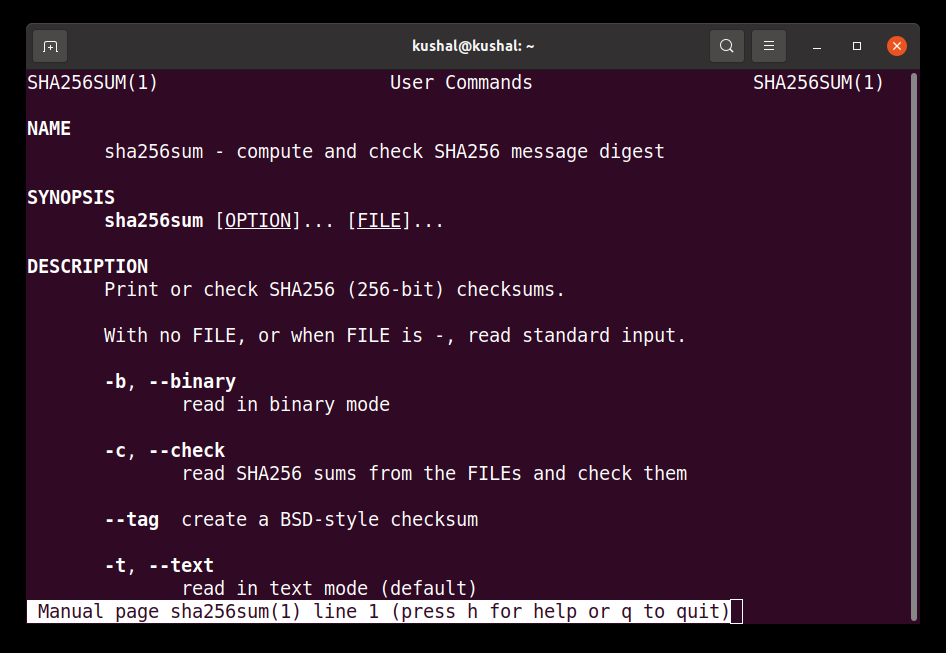 kushal@kushal: ~
SHA256SUM(1) User Commands SHA256SUM(1)
NAME
sha256sum - compute and check SHA256 message digest
SYNOPSIS
sha256sum [OPTION]... [FILE]...
DESCRIPTION
Print or check SHA256 (256-bit) checksums.
With no FILE, or when FILE is -, read standard input.
-b, --binary
read in binary mode
-c, --check
read SHA256 sums from the FILEs and check them
--tag create a BSD-style checksum
-t, --text
read in text mode (default)
Manual page sha256sum(1) line 1 (press h for help or q to quit)